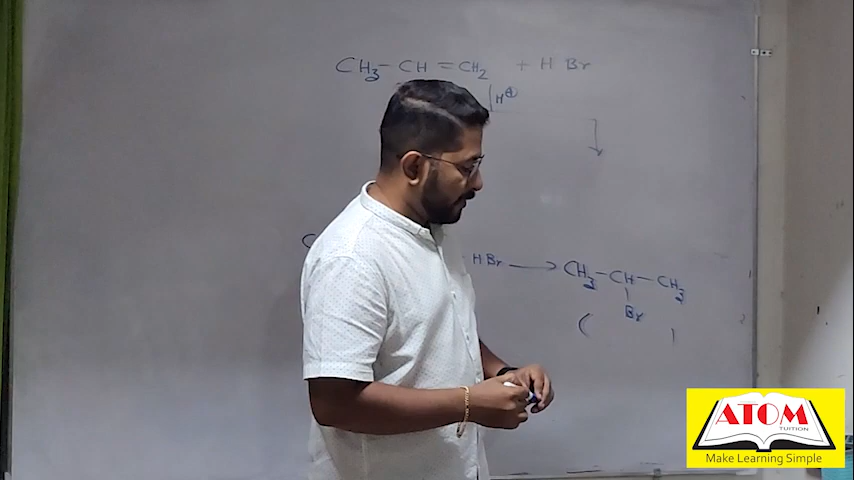 CH3-CH=CH2 + H Br
H⊕
HBr → CH3-CH-CH3
Br
( )
ATOM
TUITION
Make Learning Simple